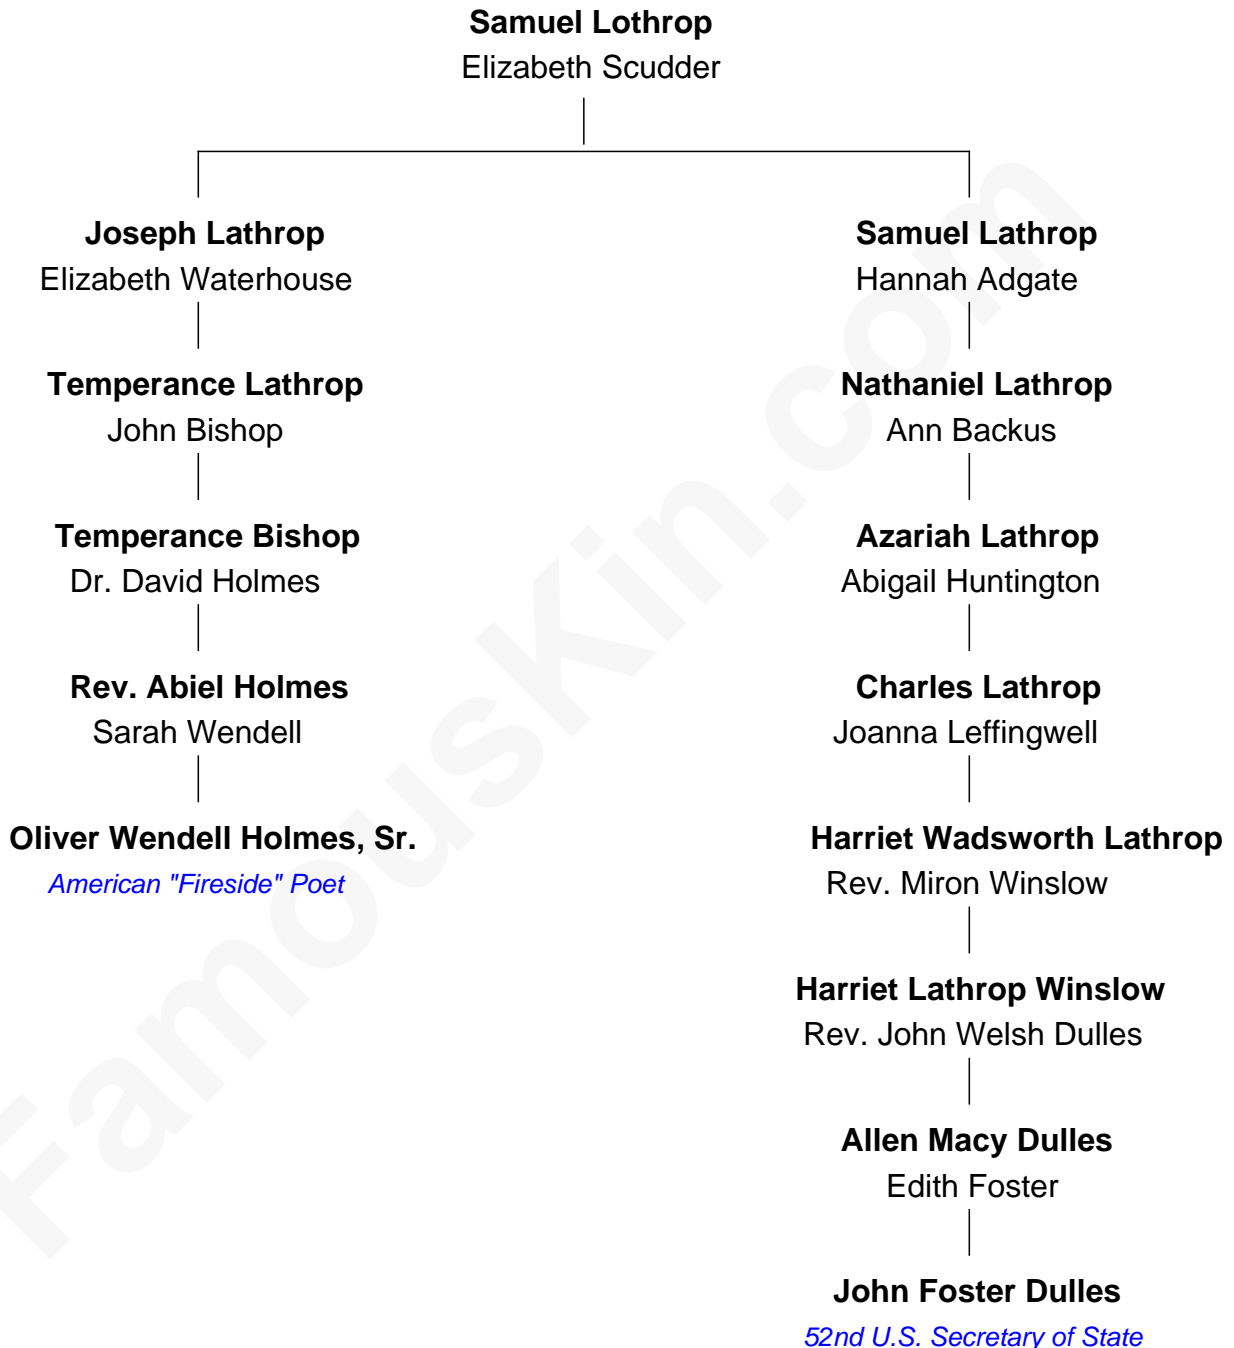 Samuel Lothrop
Elizabeth Scudder
Joseph Lathrop
Elizabeth Waterhouse
Temperance Lathrop
John Bishop
Temperance Bishop
Dr. David Holmes
Rev. Abiel Holmes
Sarah Wendell
Oliver Wendell Holmes, Sr.
American "Fireside" Poet
Samuel Lathrop
Hannah Adgate
Nathaniel Lathrop
Ann Backus
Azariah Lathrop
Abigail Huntington
Charles Lathrop
Joanna Leffingwell
Harriet Wadsworth Lathrop
Rev. Miron Winslow
Harriet Lathrop Winslow
Rev. John Welsh Dulles
Allen Macy Dulles
Edith Foster
John Foster Dulles
52nd U.S. Secretary of State
FamousKin.com